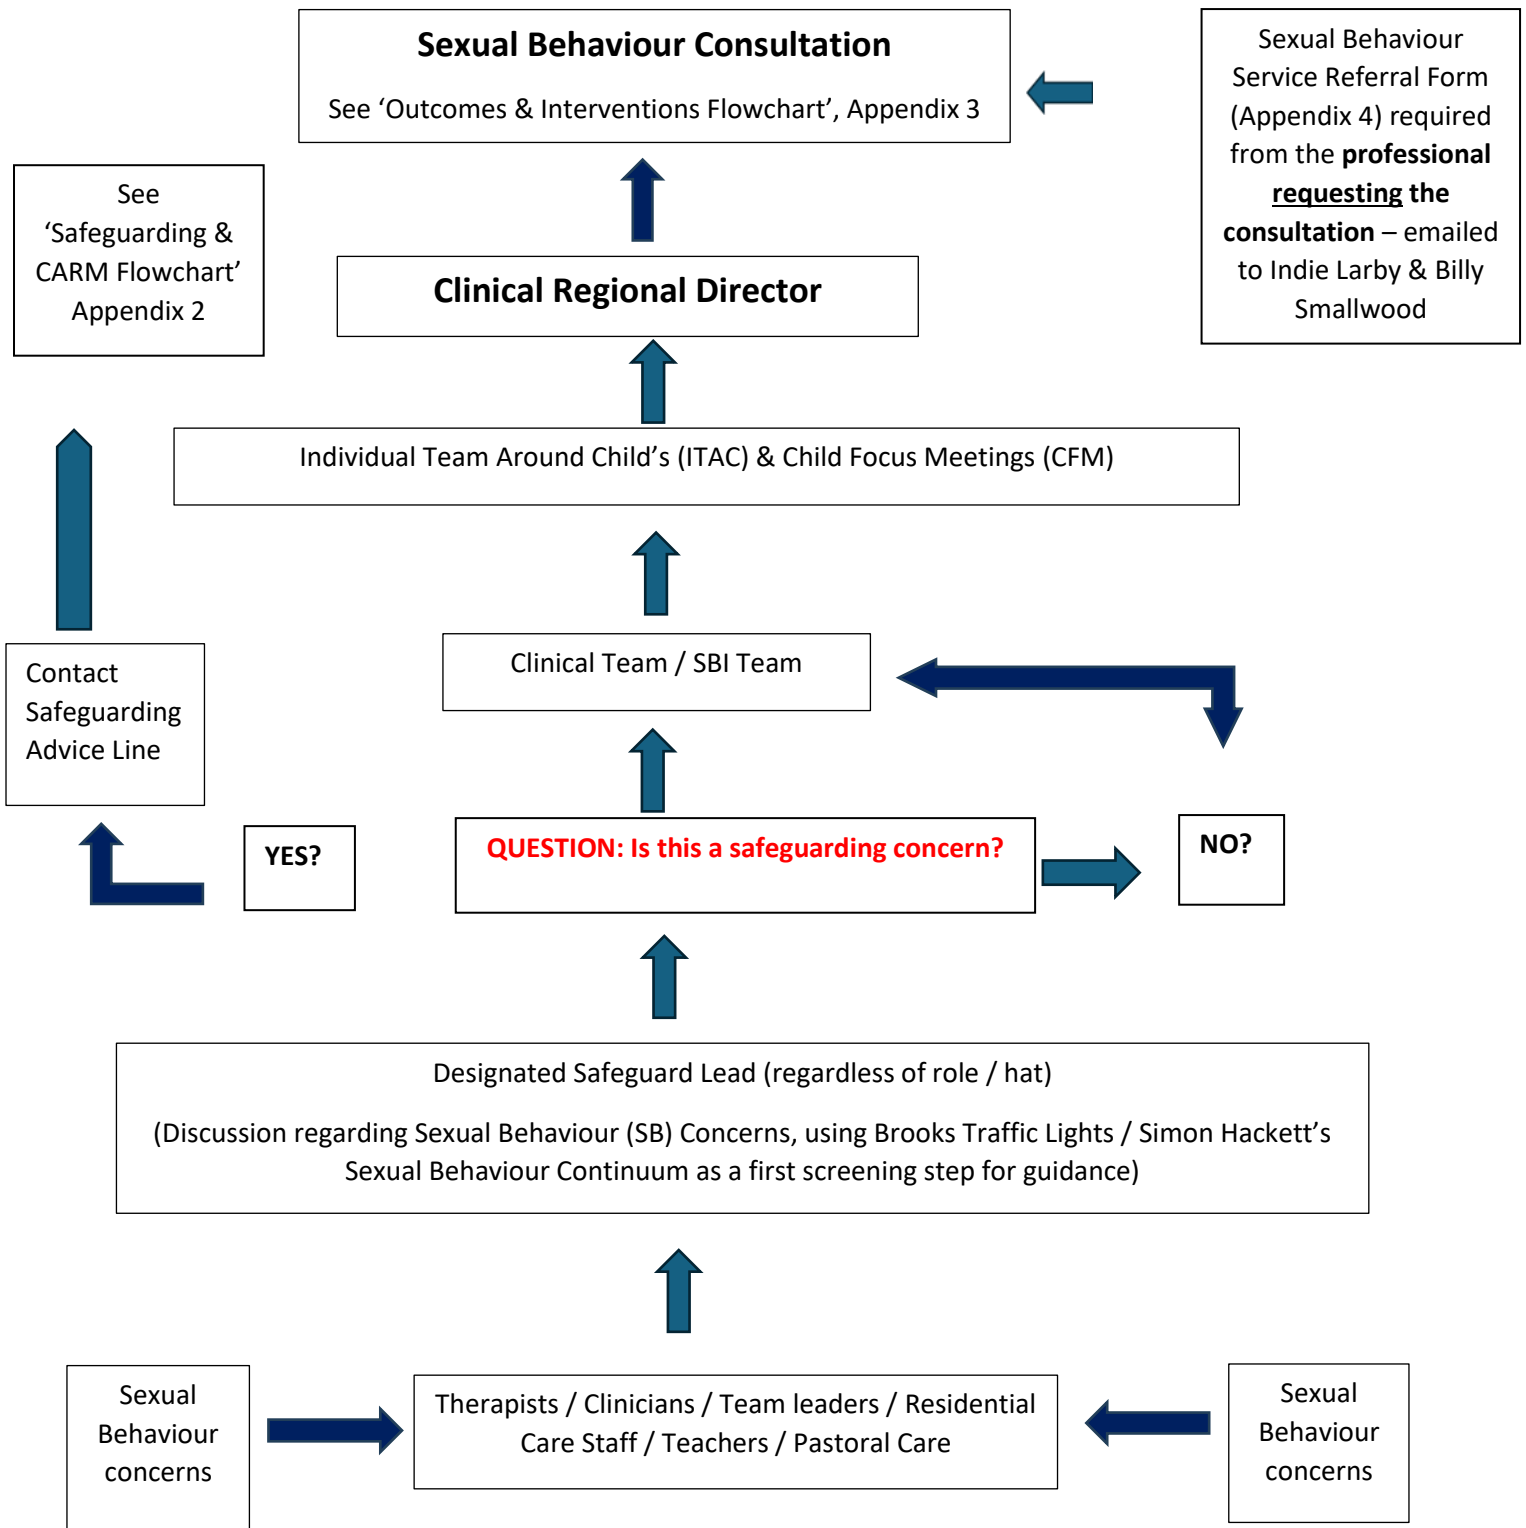 Sexual Behaviour Consultation
See ‘Outcomes & Interventions Flowchart’, Appendix 3
Sexual Behaviour
Service Referral Form
(Appendix 4) required
from the professional
requesting the
consultation – emailed
to Indie Larby & Billy
Smallwood
See
‘Safeguarding &
CARM Flowchart’
Appendix 2
Clinical Regional Director
Individual Team Around Child’s (ITAC) & Child Focus Meetings (CFM)
Clinical Team / SBI Team
Contact
Safeguarding
Advice Line
YES?
QUESTION: Is this a safeguarding concern?
NO?
Designated Safeguard Lead (regardless of role / hat)
(Discussion regarding Sexual Behaviour (SB) Concerns, using Brooks Traffic Lights / Simon Hackett’s
Sexual Behaviour Continuum as a first screening step for guidance)
Sexual
Behaviour
concerns
Therapists / Clinicians / Team leaders / Residential
Care Staff / Teachers / Pastoral Care
Sexual
Behaviour
concerns